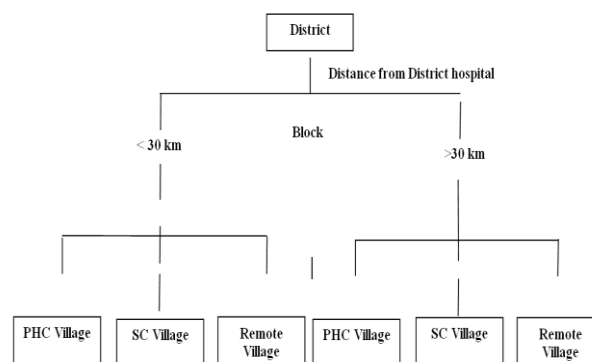 District
Distance from District hospital
Block
< 30 km
>30 km
PHC Village
SC Village
Remote
Village
PHC Village
SC Village
Remote
Village